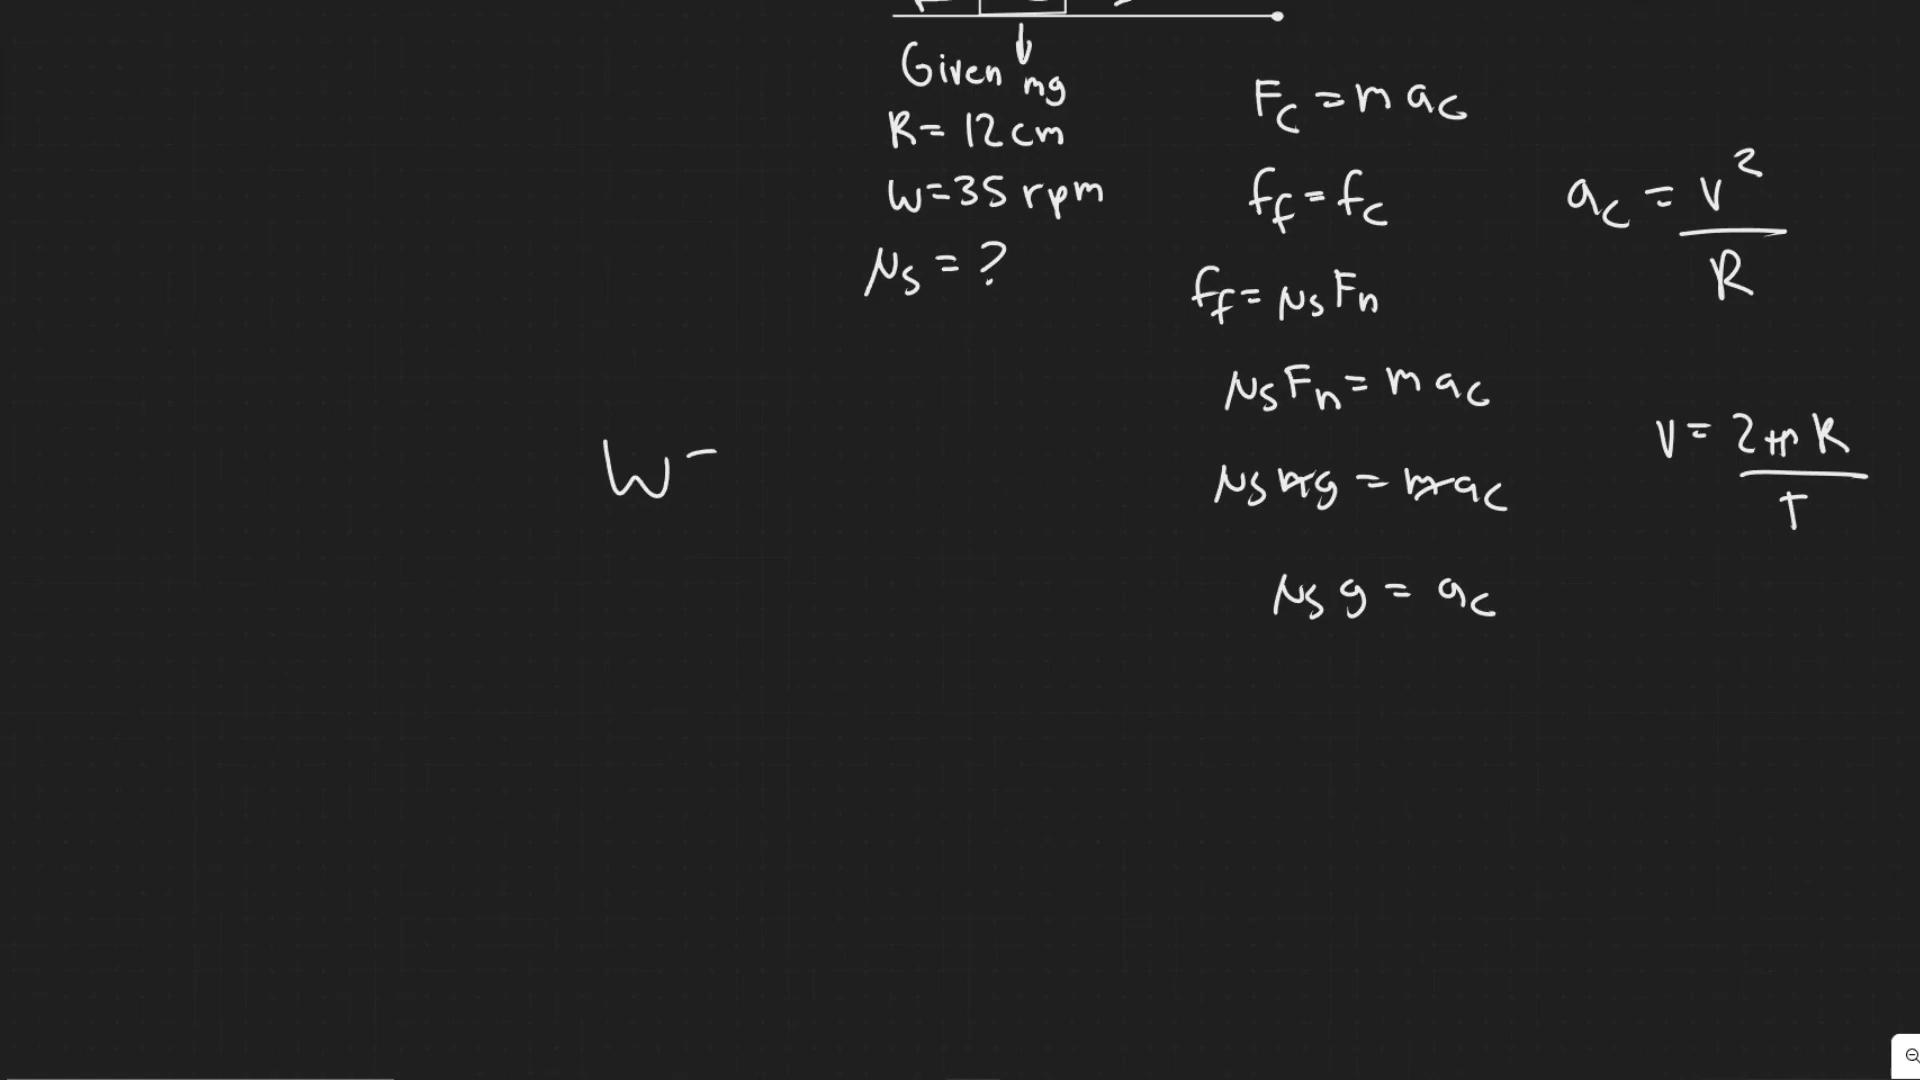 mg
Given
R = 12 cm
W = 35 rpm
μs = ?
Fc = m ac
ff = fc
ff = μs Fn
μs Fn = m ac
μs mg = m ac
μs g = ac
ac = v²/R
V = 2πR/T
W =